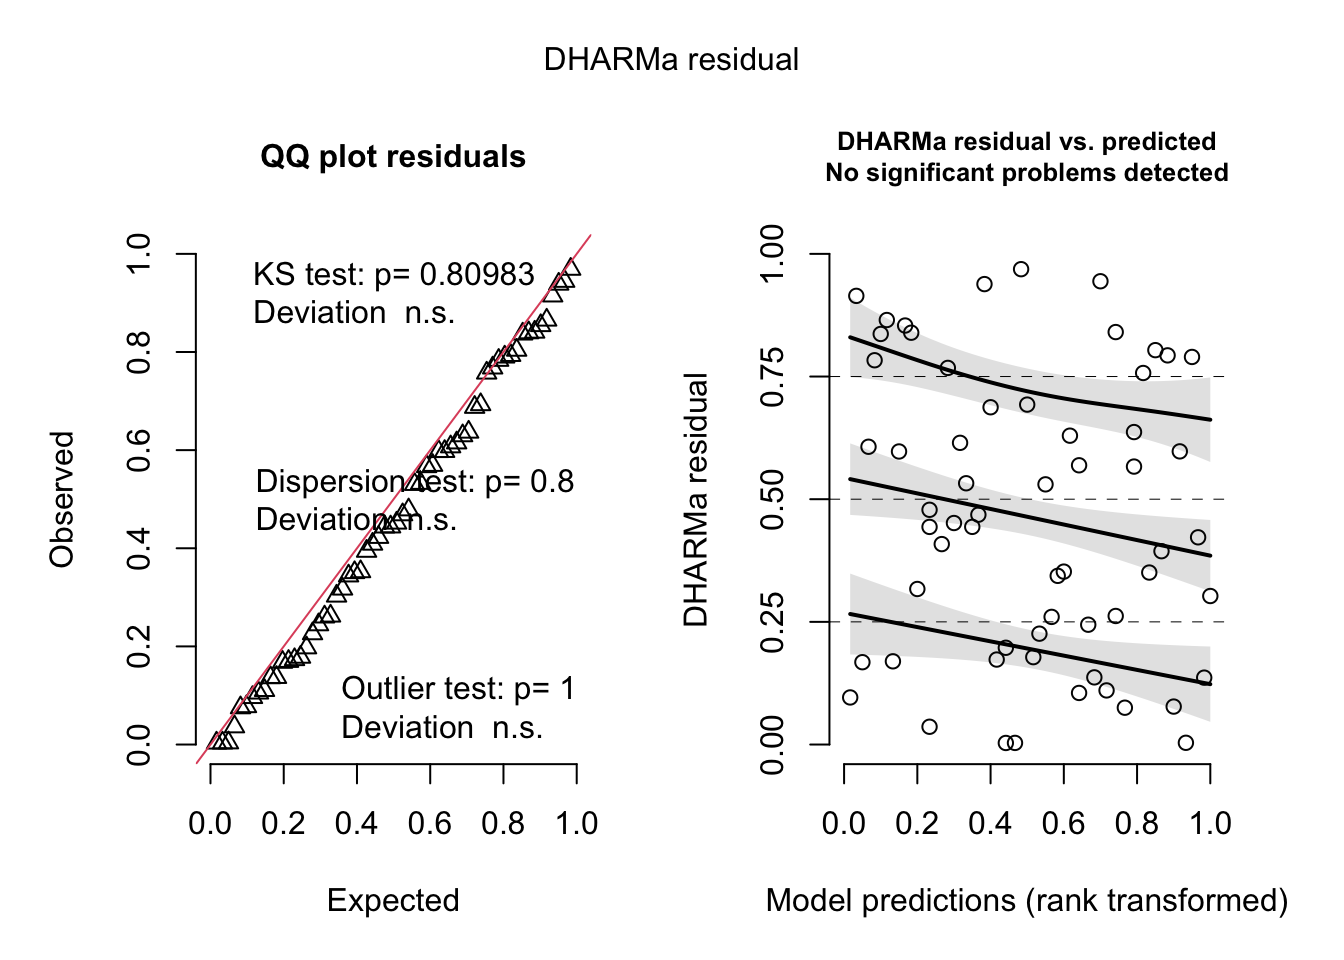 DHARMa residual
QQ plot residuals
KS test: p= 0.80983
Deviation  n.s.
Dispersion test: p= 0.8
Deviation  n.s.
Outlier test: p= 1
Deviation  n.s.
Observed
0.0
0.2
0.4
0.6
0.8
1.0
0.0 0.2 0.4 0.6 0.8 1.0
Expected
DHARMa residual vs. predicted
No significant problems detected
DHARMa residual
0.00
0.25
0.50
0.75
1.00
0.0 0.2 0.4 0.6 0.8 1.0
Model predictions (rank transformed)